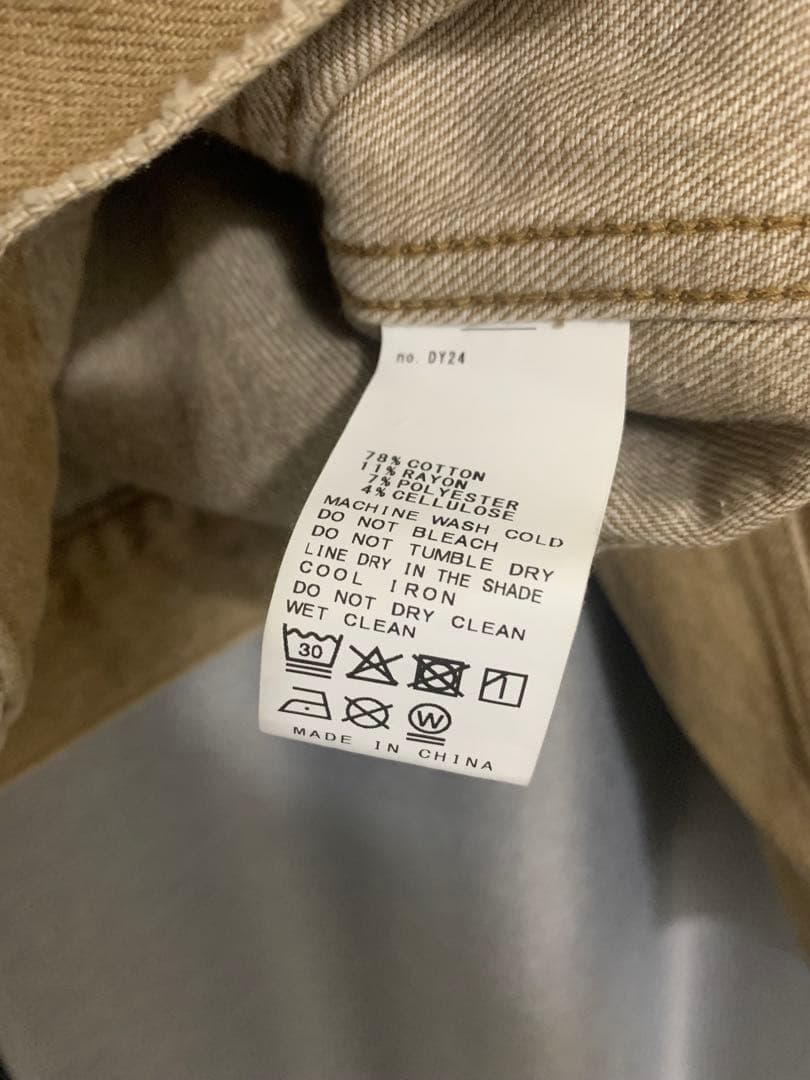 no. DY24
78% COTTON
11% RAYON
7% POLYESTER
4% CELLULOSE
MACHINE WASH COLD
DO NOT BLEACH
DO NOT TUMBLE DRY
LINE DRY IN THE SHADE
COOL IRON
DO NOT DRY CLEAN
WET CLEAN
30
W
MADE IN CHINA